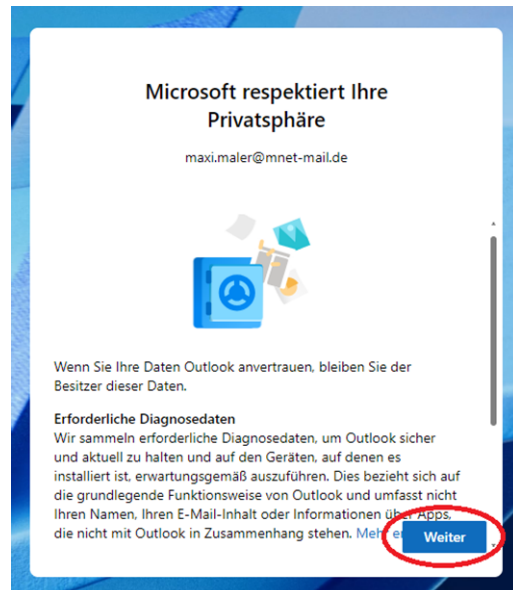 Microsoft respektiert Ihre
Privatsphäre
maxi.maler@mnet-mail.de
Wenn Sie Ihre Daten Outlook anvertrauen, bleiben Sie der
Besitzer dieser Daten.
Erforderliche Diagnosedaten
Wir sammeln erforderliche Diagnosedaten, um Outlook sicher
und aktuell zu halten und auf den Geräten, auf denen es
installiert ist, erwartungsgemäß auszuführen. Dies bezieht sich auf
die grundlegende Funktionsweise von Outlook und umfasst nicht
Ihren Namen, Ihren E-Mail-Inhalt oder Informationen über Apps,
die nicht mit Outlook in Zusammenhang stehen.
Weiter